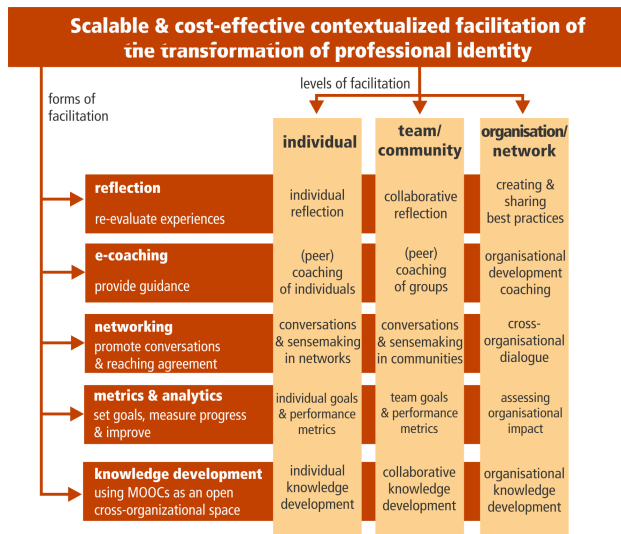 Scalable & cost-effective contextualized facilitation of
the transformation of professional identity
levels of facilitation
forms of
facilitation
individual
team/
community
organisation/
network
reflection
re-evaluate experiences
individual
reflection
collaborative
reflection
creating &
sharing
best practices
e-coaching
provide guidance
(peer)
coaching
of individuals
(peer)
coaching
of groups
organisational
development
coaching
networking
promote conversations
& reaching agreement
conversations
& sensemaking
in networks
conversations
& sensemaking
in communities
cross-
organisational
dialogue
metrics & analytics
set goals, measure progress
& improve
individual goals
& performance
metrics
team goals
& performance
metrics
assessing
organisational
impact
knowledge development
using MOOCs as an open
cross-organizational space
individual
knowledge
development
collaborative
knowledge
development
organisational
knowledge
development